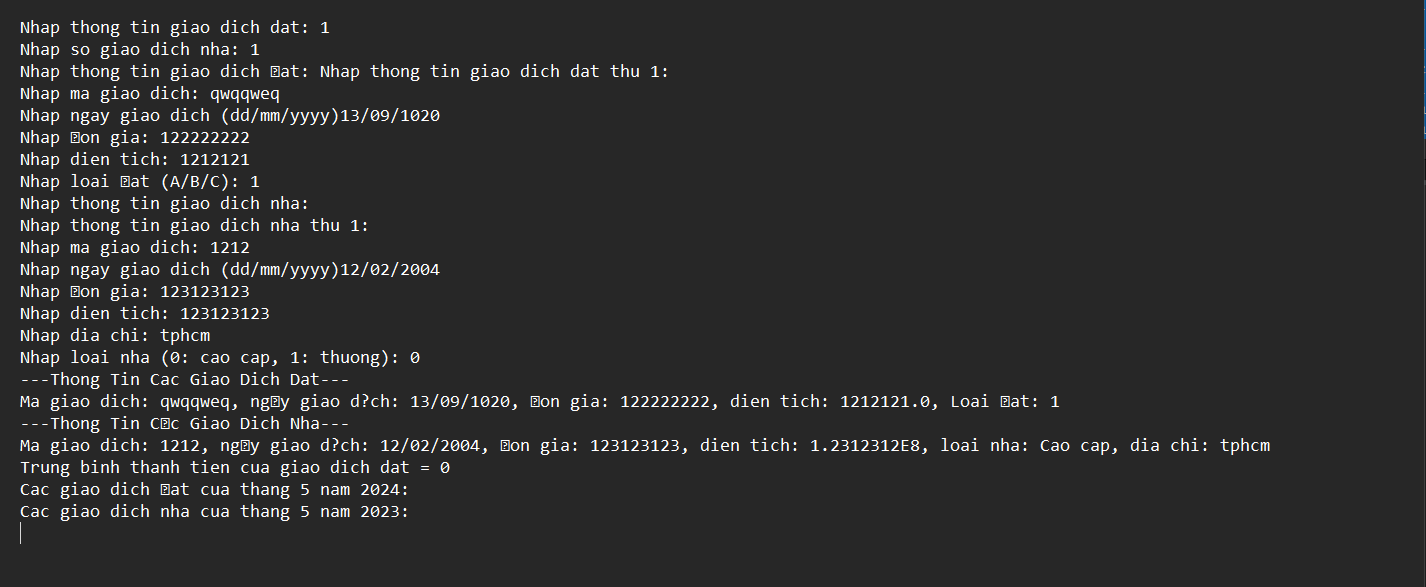 Nhap thong tin giao dich dat: 1
Nhap so giao dich nha: 1
Nhap thong tin giao dich �at: Nhap thong tin giao dich dat thu 1:
Nhap ma giao dich: qwqqweq
Nhap ngay giao dich (dd/mm/yyyy)13/09/1020
Nhap �on gia: 122222222
Nhap dien tich: 1212121
Nhap loai �at (A/B/C): 1
Nhap thong tin giao dich nha:
Nhap thong tin giao dich nha thu 1:
Nhap ma giao dich: 1212
Nhap ngay giao dich (dd/mm/yyyy)12/02/2004
Nhap �on gia: 123123123
Nhap dien tich: 123123123
Nhap dia chi: tphcm
Nhap loai nha (0: cao cap, 1: thuong): 0
---Thong Tin Cac Giao Dich Dat---
Ma giao dich: qwqqweq, ng�y giao d?ch: 13/09/1020, �on gia: 122222222, dien tich: 1212121.0, Loai �at: 1
---Thong Tin C�c Giao Dich Nha---
Ma giao dich: 1212, ng�y giao d?ch: 12/02/2004, �on gia: 123123123, dien tich: 1.2312312E8, loai nha: Cao cap, dia chi: tphcm
Trung binh thanh tien cua giao dich dat = 0
Cac giao dich �at cua thang 5 nam 2024:
Cac giao dich nha cua thang 5 nam 2023: